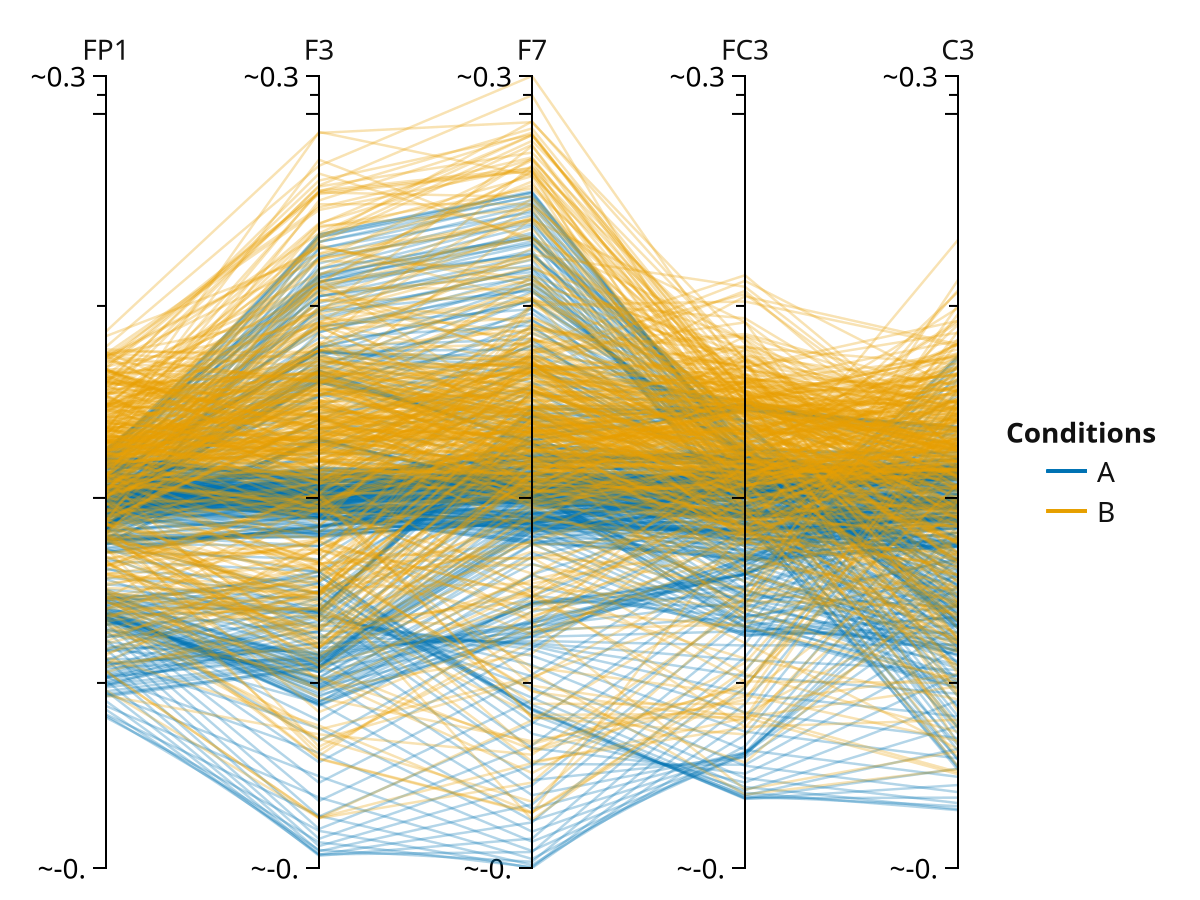 FP1 F3 F7 FC3 C3
~0.3 ~0.3 ~0.3 ~0.3 ~0.3
Conditions
A
B
~-0. ~-0. ~-0. ~-0. ~-0.